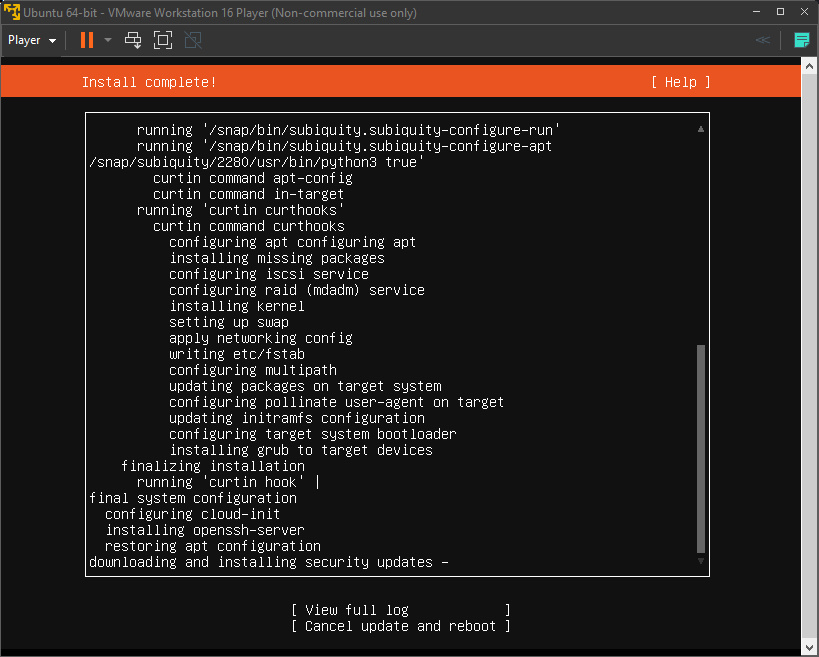 Ubuntu 64-bit - VMware Workstation 16 Player (Non-commercial use only)
Player
Install complete! [ Help ]
running '/snap/bin/subiquity.subiquity-configure-run'
running '/snap/bin/subiquity.subiquity-configure-apt
/snap/subiquity/2280/usr/bin/python3 true'
curtin command apt-config
curtin command in-target
running 'curtin curthooks'
curtin command curthooks
configuring apt configuring apt
installing missing packages
configuring iscsi service
configuring raid (mdadm) service
installing kernel
setting up swap
apply networking config
writing etc/fstab
configuring multipath
updating packages on target system
configuring pollinate user-agent on target
updating initramfs configuration
configuring target system bootloader
installing grub to target devices
finalizing installation
running 'curtin hook' |
final system configuration
configuring cloud-init
installing openssh-server
restoring apt configuration
downloading and installing security updates -
[ View full log ]
[ Cancel update and reboot ]